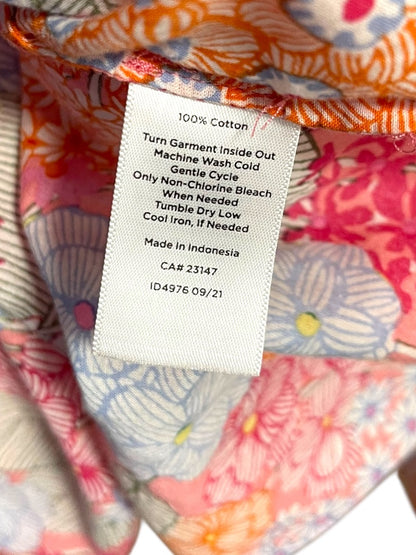 100% Cotton
Turn Garment Inside Out
Machine Wash Cold
Gentle Cycle
Only Non-Chlorine Bleach
When Needed
Tumble Dry Low
Cool Iron, If Needed
Made in Indonesia
CA# 23147
ID4976 09/21